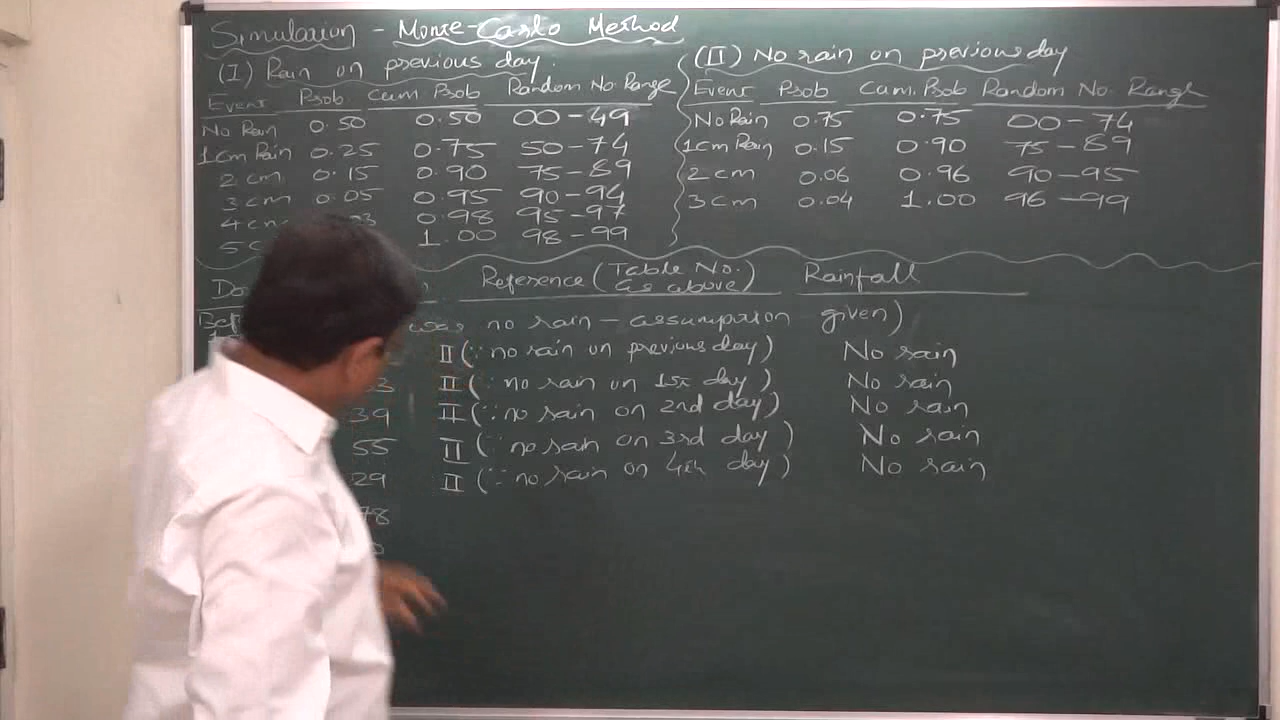 Simulation - Monte-Carlo Method
(I) Rain on previous day.
Event Prob Cum Prob Random No. Range
No Rain 0.50 0.50 00-49
1cm Rain 0.25 0.75 50-74
2 cm 0.15 0.90 75-89
3 cm 0.05 0.95 90-94
4 cm 0.98 95-97
5 1.00 98-99
(II) No rain on previous day
Event Prob Cum. Prob Random No. Range
No Rain 0.75 0.75 00-74
1cm Rain 0.15 0.90 75-89
2 cm 0.06 0.96 90-95
3 cm 0.04 1.00 96-99
Reference (Table No. as above) Rainfall
was no rain - assumption given)
II (∵ no rain on previous day) No rain
II (∵ no rain on 1st day) No rain
39 II (∵ no rain on 2nd day) No rain
55 II (∵ no rain on 3rd day) No rain
29 II (∵ no rain on 4th day) No rain
78